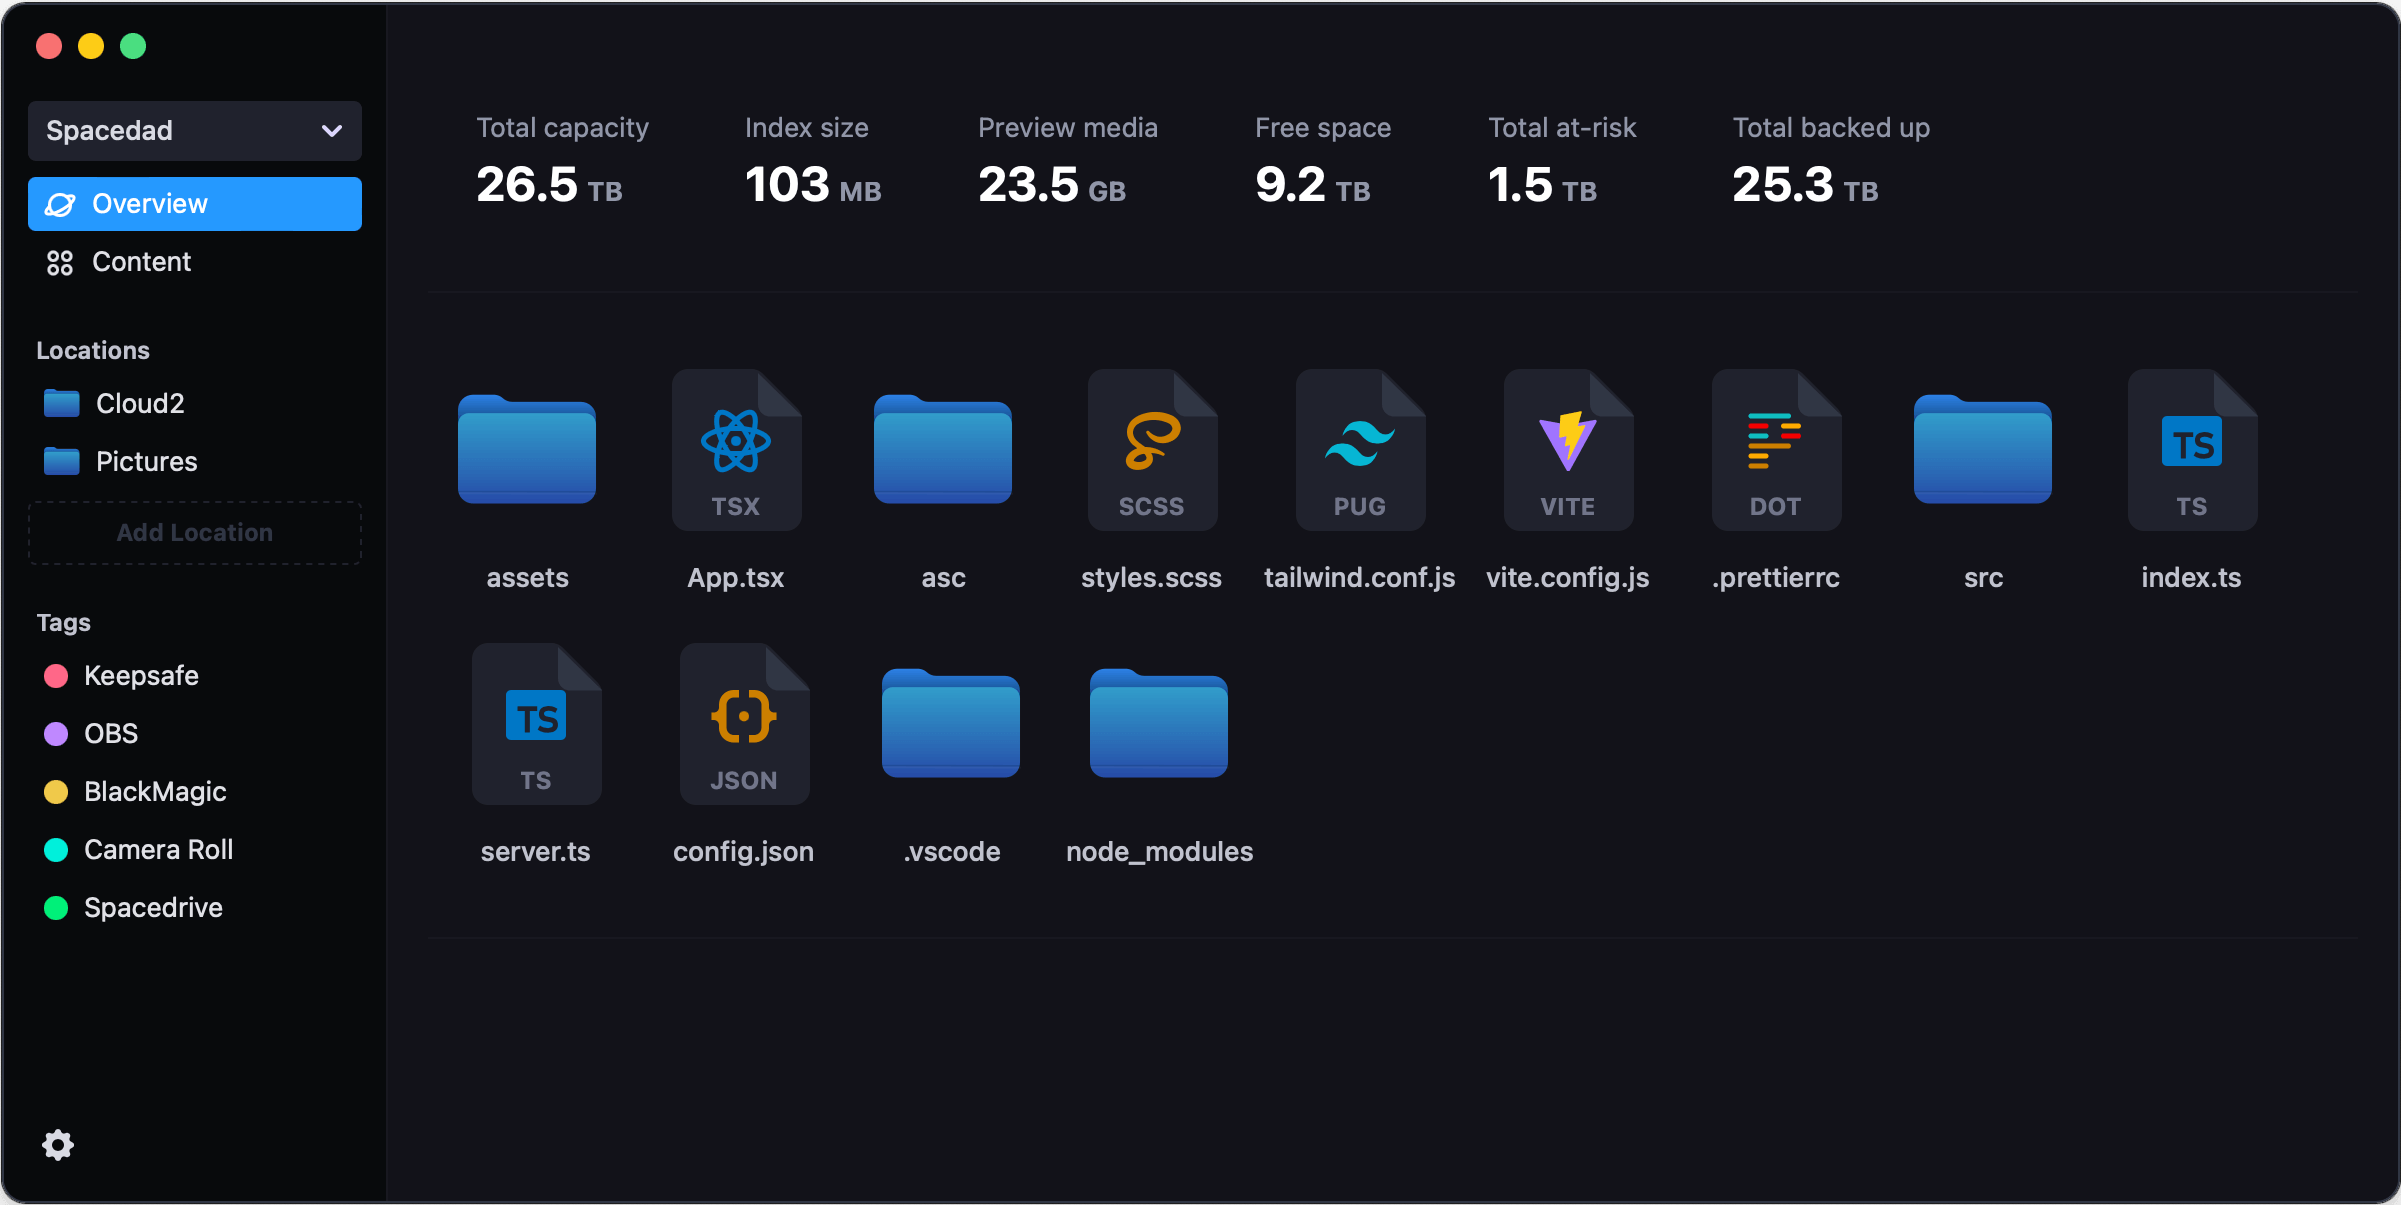 Spacedad
Overview
Content
Locations
Cloud2
Pictures
Add Location
Tags
Keepsafe
OBS
BlackMagic
Camera Roll
Spacedrive
Total capacity
26.5 TB
Index size
103 MB
Preview media
23.5 GB
Free space
9.2 TB
Total at-risk
1.5 TB
Total backed up
25.3 TB
assets
TSX
App.tsx
asc
SCSS
styles.scss
PUG
tailwind.conf.js
VITE
vite.config.js
DOT
.prettierrc
src
TS
TS
index.ts
TS
TS
server.ts
JSON
config.json
.vscode
node_modules